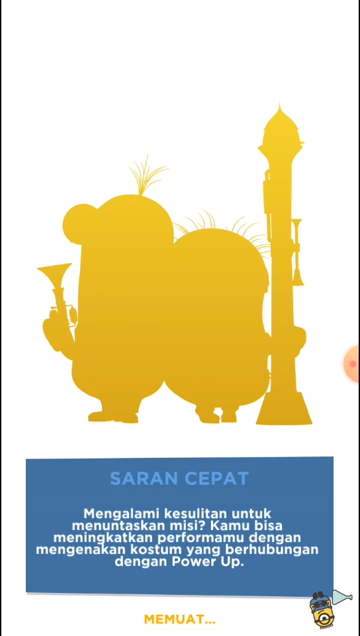 SARAN CEPAT
Mengalami kesulitan untuk
menuntaskan misi? Kamu bisa
meningkatkan performamu dengan
mengenakan kostum yang berhubungan
dengan Power Up.
MEMUAT...